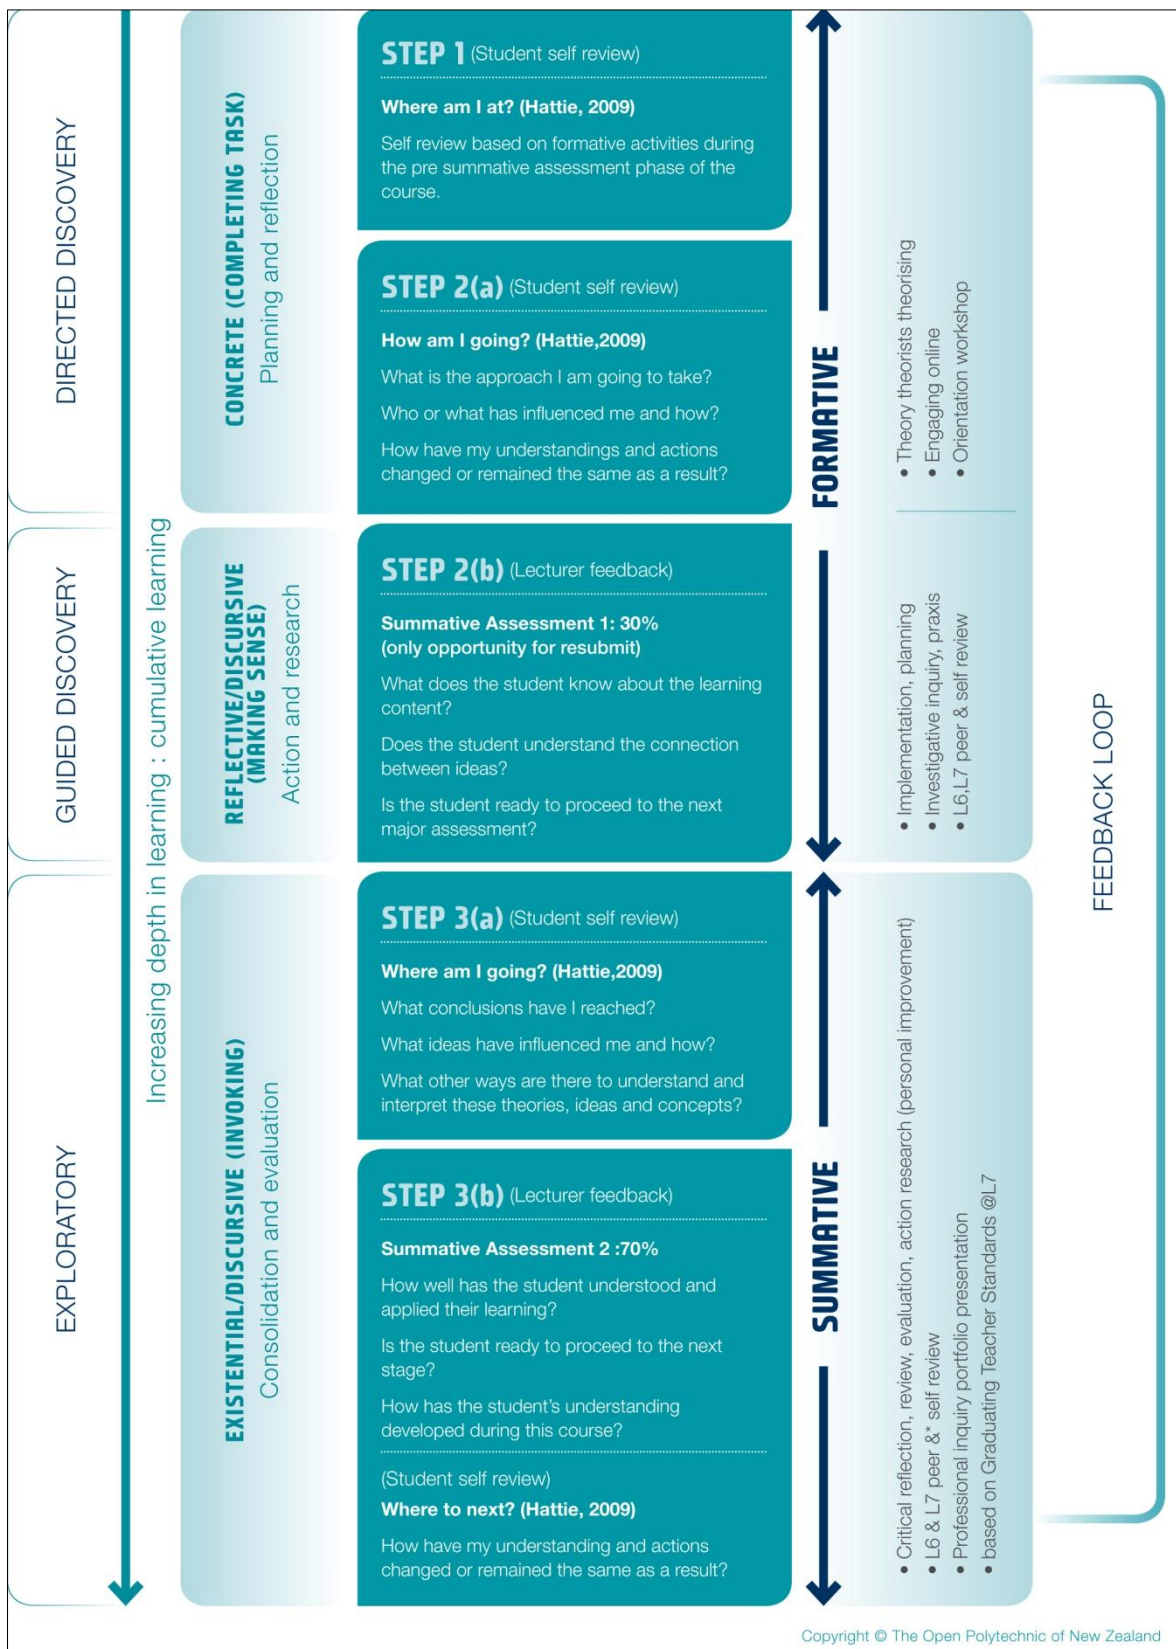 DIRECTED DISCOVERY
GUIDED DISCOVERY
EXPLORATORY
Increasing depth in learning : cumulative learning
CONCRETE (COMPLETING TASK)
Planning and reflection
REFLECTIVE/DISCURSIVE
(MAKING SENSE)
Action and research
EXISTENTIAL/DISCURSIVE (INVOKING)
Consolidation and evaluation
STEP 1 (Student self review)
Where am I at? (Hattie, 2009)
Self review based on formative activities during
the pre summative assessment phase of the
course.
STEP 2(a) (Student self review)
How am I going? (Hattie,2009)
What is the approach I am going to take?
Who or what has influenced me and how?
How have my understandings and actions
changed or remained the same as a result?
STEP 2(b) (Lecturer feedback)
Summative Assessment 1: 30%
(only opportunity for resubmit)
What does the student know about the learning
content?
Does the student understand the connection
between ideas?
Is the student ready to proceed to the next
major assessment?
STEP 3(a) (Student self review)
Where am I going? (Hattie,2009)
What conclusions have I reached?
What ideas have influenced me and how?
What other ways are there to understand and
interpret these theories, ideas and concepts?
STEP 3(b) (Lecturer feedback)
Summative Assessment 2 :70%
How well has the student understood and
applied their learning?
Is the student ready to proceed to the next
stage?
How has the student's understanding
developed during this course?
(Student self review)
Where to next? (Hattie, 2009)
How have my understanding and actions
changed or remained the same as a result?
FORMATIVE
SUMMATIVE
• Theory theorists theorising
• Engaging online
• Orientation workshop
• Implementation, planning
• Investigative inquiry, praxis
• L6,L7 peer & self review
• Critical reflection, review, evaluation, action research (personal improvement)
• L6 & L7 peer &* self review
• Professional inquiry portfolio presentation
• based on Graduating Teacher Standards @L7
FEEDBACK LOOP
Copyright © The Open Polytechnic of New Zealand